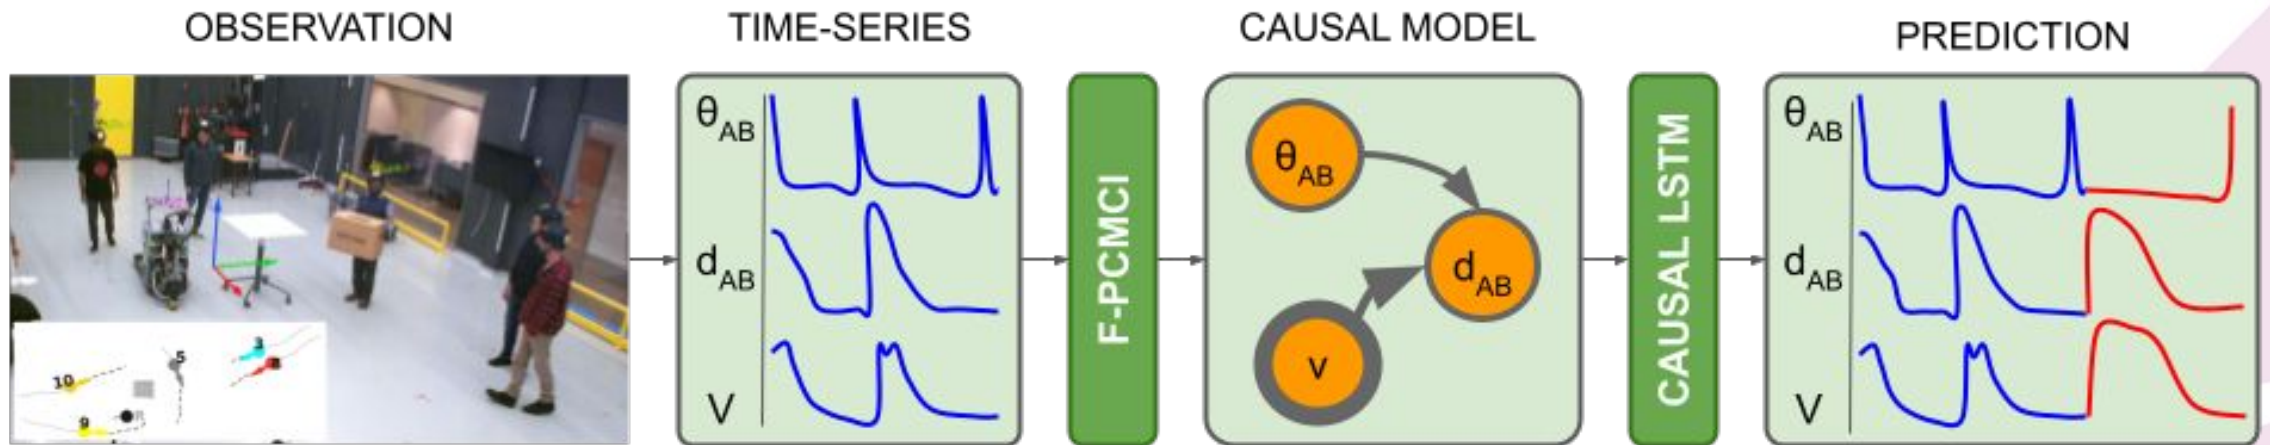 OBSERVATION
TIME-SERIES
CAUSAL MODEL
PREDICTION
10
5
3
9
θAB
dAB
V
F-PCMCI
θAB
dAB
v
CAUSAL LSTM
θAB
dAB
V